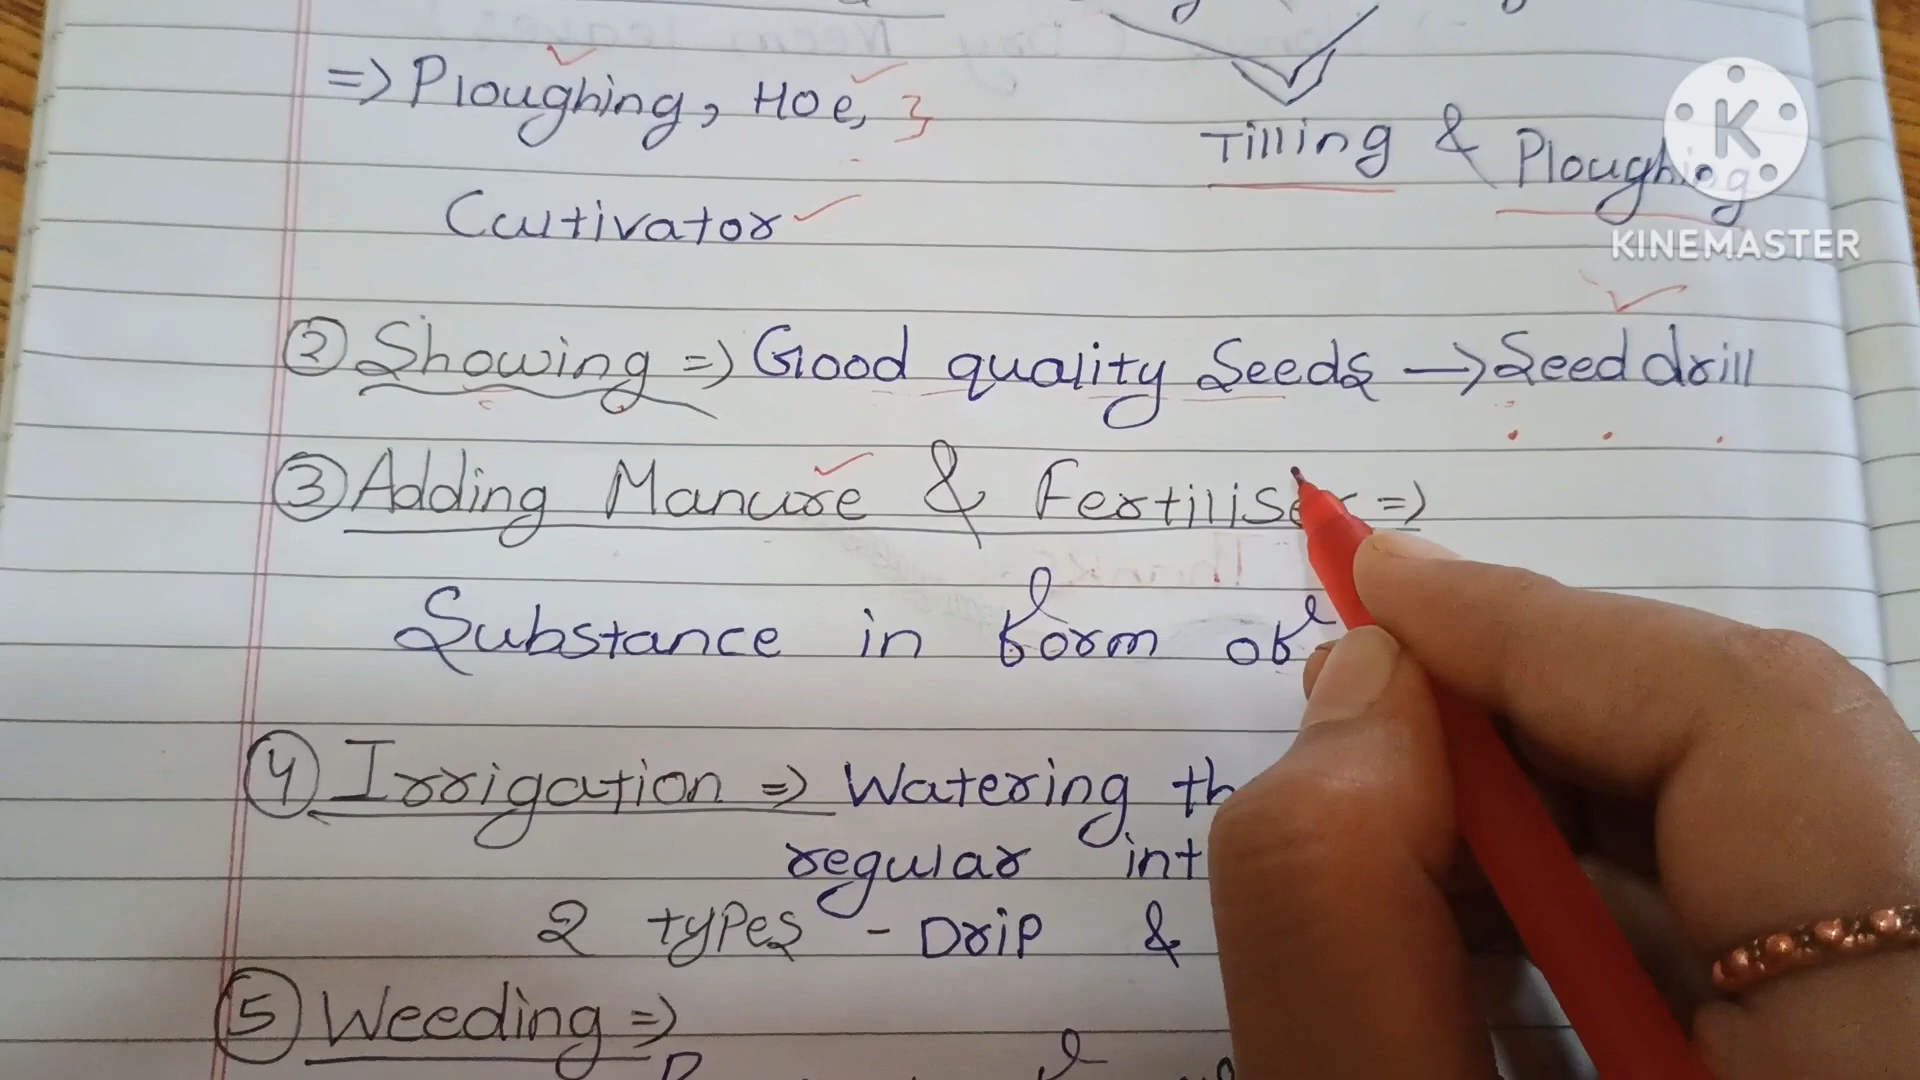 => Ploughing, HOe,
Tilling & Ploughing
Cultivator
KINEMASTER
② Showing => Good quality Seeds → Seed drill
③ Adding Manure & Fertiliser =>
Substance in form of
④ Irrigation => Watering th
regular int
2 types - Drip &
⑤ Weeding =>